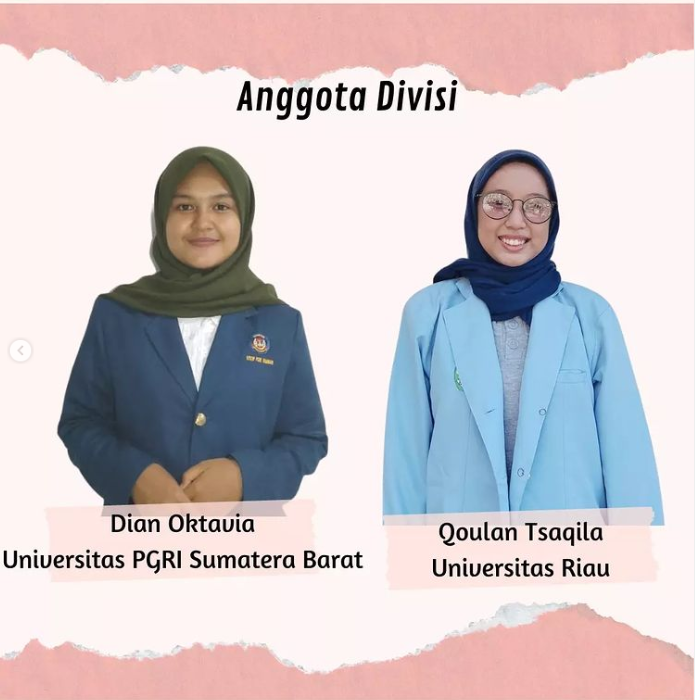 Anggota Divisi
Dian Oktavia
Universitas PGRI Sumatera Barat
Qoulan Tsaqila
Universitas Riau